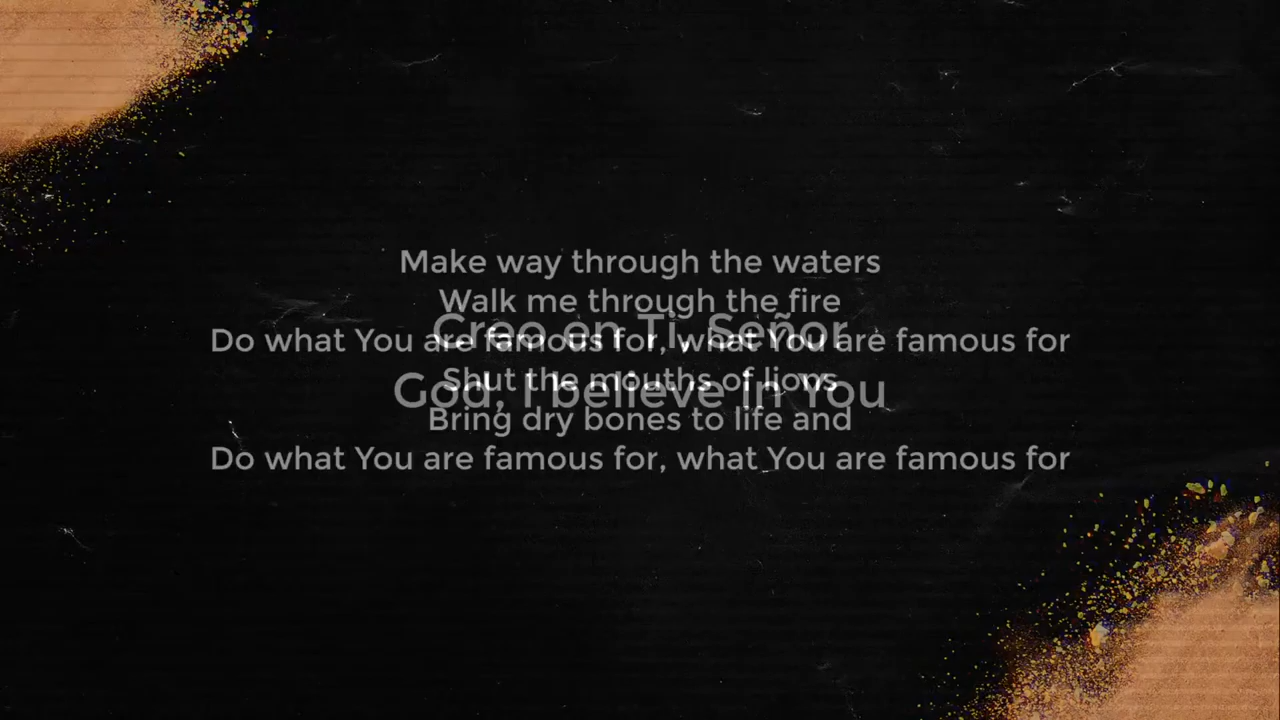 Make way through the waters
Walk me through the fire
Creo en Ti, Señor
Do what You are famous for, what You are famous for
Shut the mouths of lions
God, I believe in You
Bring dry bones to life and
Do what You are famous for, what You are famous for